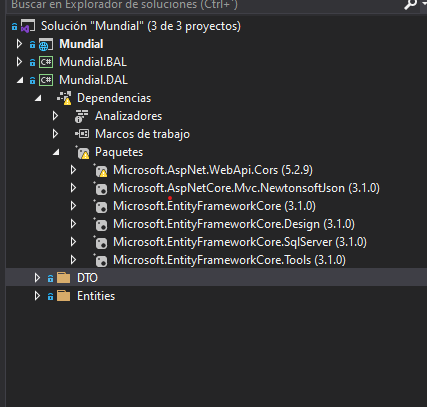 Buscar en Explorador de soluciones (Ctrl+´)
Solución "Mundial" (3 de 3 proyectos)
Mundial
C# Mundial.BAL
C# Mundial.DAL
Dependencias
Analizadores
Marcos de trabajo
Paquetes
Microsoft.AspNet.WebApi.Cors (5.2.9)
Microsoft.AspNetCore.Mvc.NewtonsoftJson (3.1.0)
Microsoft.EntityFrameworkCore (3.1.0)
Microsoft.EntityFrameworkCore.Design (3.1.0)
Microsoft.EntityFrameworkCore.SqlServer (3.1.0)
Microsoft.EntityFrameworkCore.Tools (3.1.0)
DTO
Entities